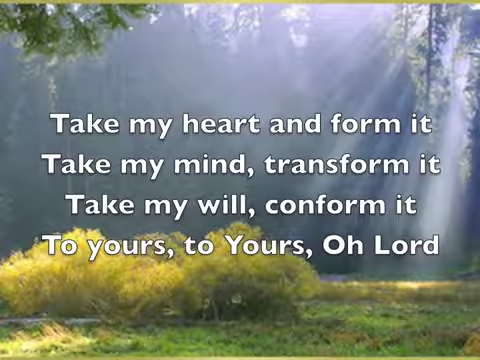 Take my heart and form it
Take my mind, transform it
Take my will, conform it
To yours, to Yours, Oh Lord